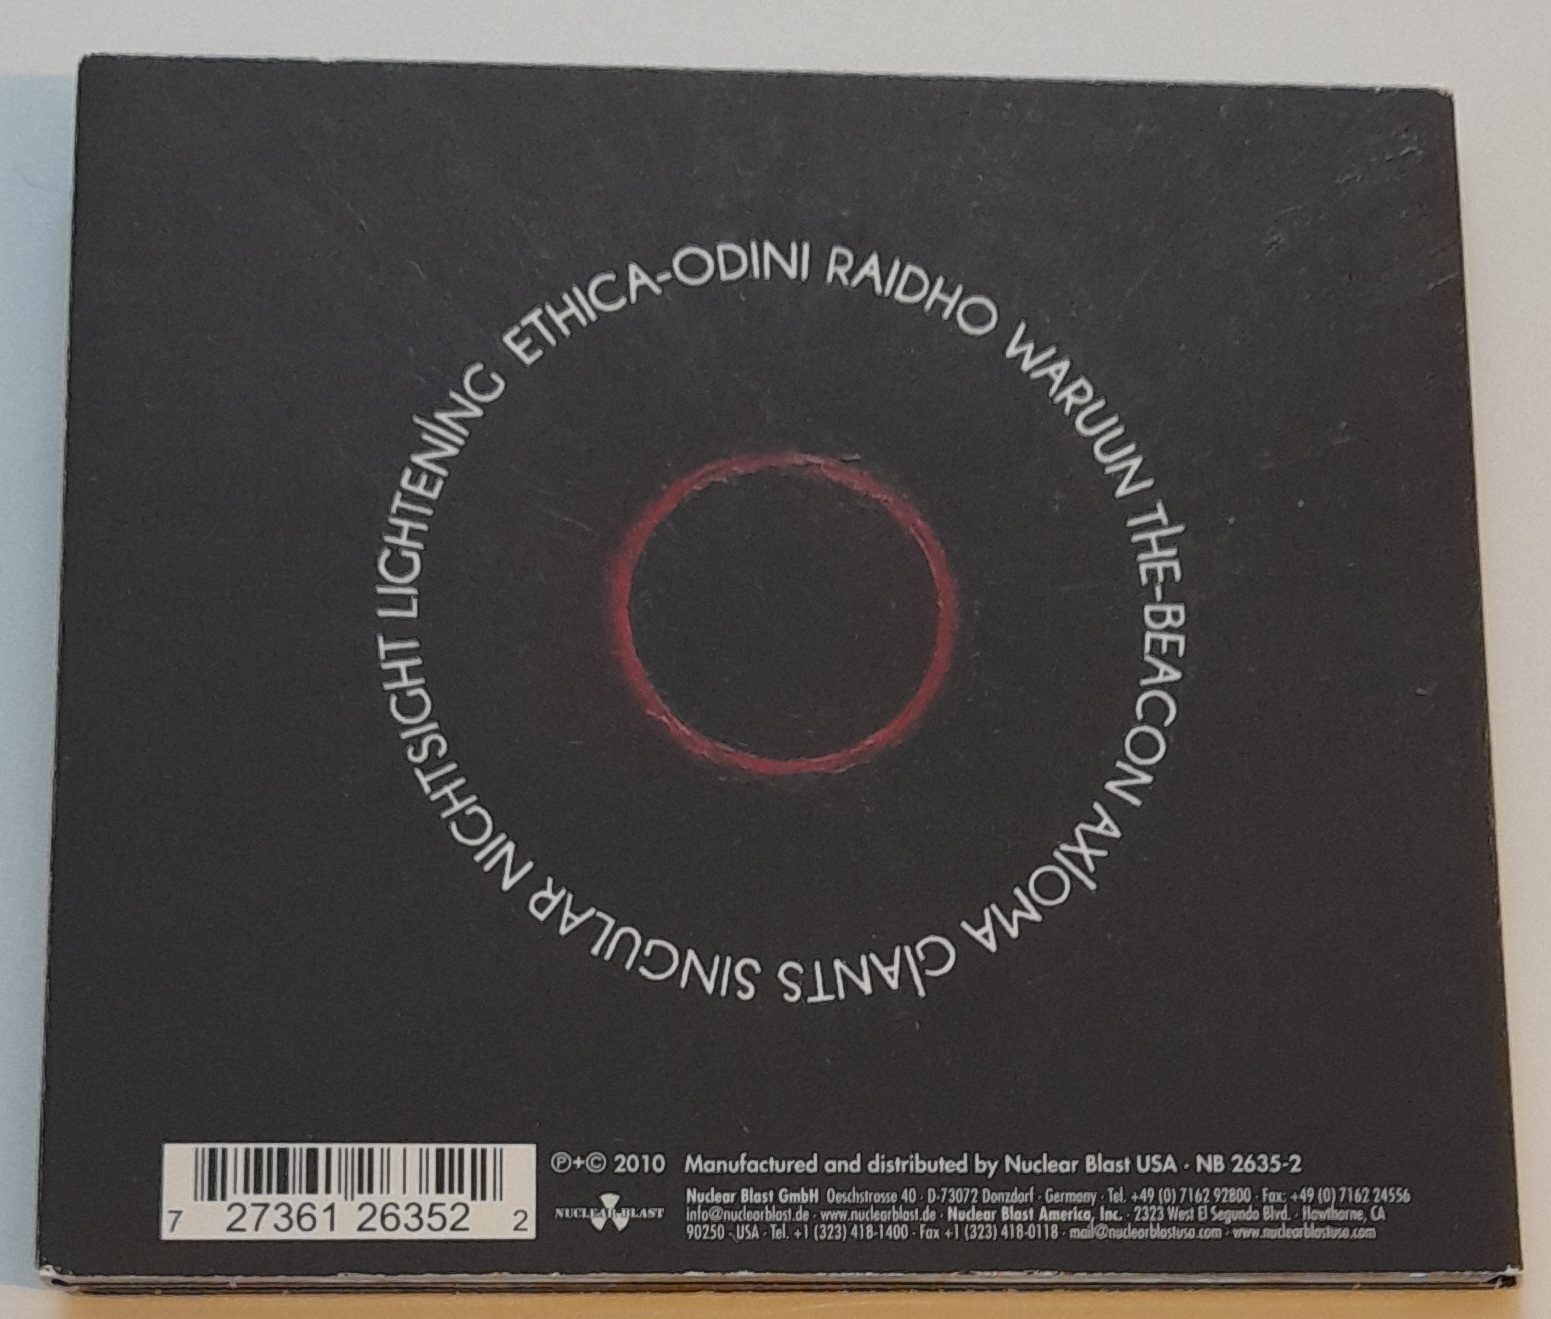 ETHICA-ODINI RAIDHO WARUUN THE-BEACON AXIOMA GIANTS SINGULAR NIGHTSIGHT LIGHTENING
7 27361 26352 2
℗+© 2010 Manufactured and distributed by Nuclear Blast USA · NB 2635-2
NUCLEAR BLAST
Nuclear Blast GmbH Oeschstrasse 40 · D-73072 Donzdorf · Germany · Tel. +49 (0) 7162 92800 · Fax: +49 (0) 7162 24556
info@nuclearblast.de · www.nuclearblast.de · Nuclear Blast America, Inc. · 2323 West El Segundo Blvd. · Hawthorne, CA
90250 · USA · Tel. +1 (323) 418-1400 · Fax +1 (323) 418-0118 · mail@nuclearblastusa.com · www.nuclearblastusa.com